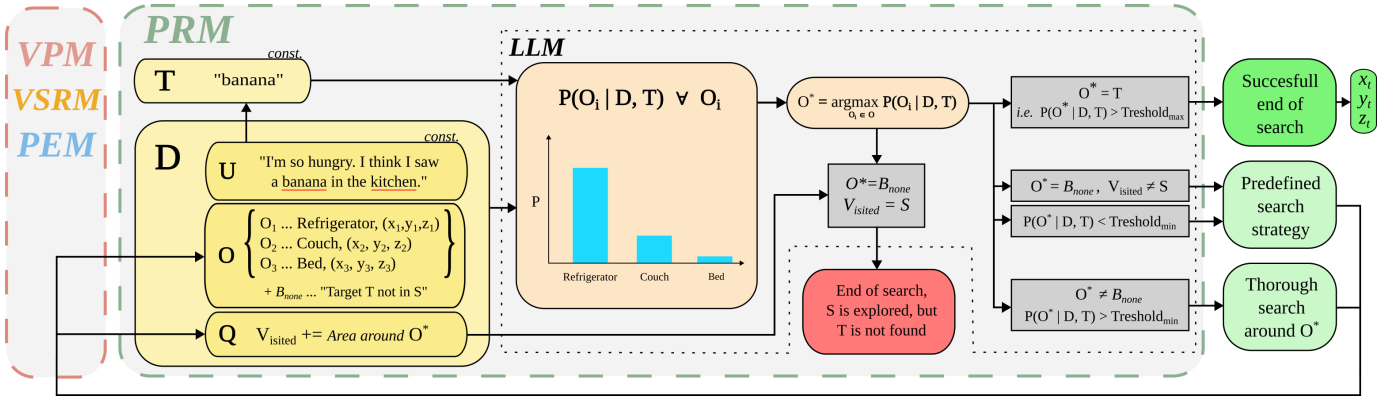 VPM
VSRM
PEM
PRM
const.
T "banana"
D
const.
U "I'm so hungry. I think I saw
a banana in the kitchen."
O₁ ... Refrigerator, (x₁,y₁,z₁)
O O₂ ... Couch, (x₂, y₂, z₂)
O₃ ... Bed, (x₃, y₃, z₃)
+ Bnone ... "Target T not in S"
Q Visited += Area around O*
LLM
P(Oᵢ | D, T) ∀ Oᵢ
P
Refrigerator Couch Bed
O* = argmax P(Oᵢ | D, T)
Oᵢ ∈ O
O*=Bnone
Visited = S
End of search,
S is explored, but
T is not found
O* = T
i.e. P(O* | D, T) > Tresholdmax
O* = Bnone , Visited ≠ S
P(O* | D, T) < Tresholdmin
O* ≠ Bnone
P(O* | D, T) > Tresholdmin
Succesfull
end of
search
xₜ
yₜ
zₜ
Predefined
search
strategy
Thorough
search
around O*